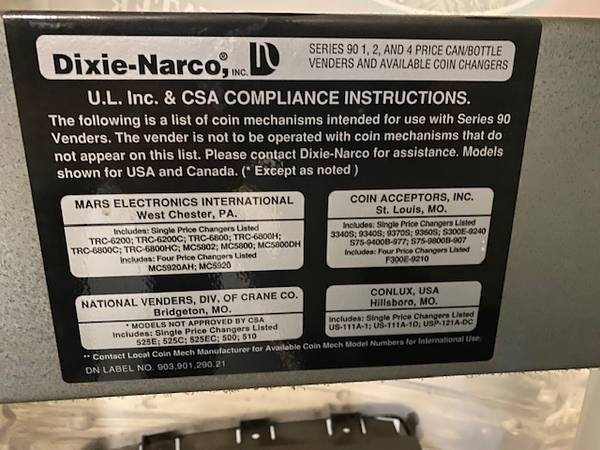 Dixie-Narco, INC.
SERIES 90 1, 2, AND 4 PRICE CAN/BOTTLE
VENDERS AND AVAILABLE COIN CHANGERS
U.L. Inc. & CSA COMPLIANCE INSTRUCTIONS.
The following is a list of coin mechanisms intended for use with Series 90
Venders. The vender is not to be operated with coin mechanisms that do
not appear on this list. Please contact Dixie-Narco for assistance. Models
shown for USA and Canada. (* Except as noted )
MARS ELECTRONICS INTERNATIONAL
West Chester, PA.
Includes: Single Price Changers Listed
TRC-6200; TRC-6200C; TRC-6800; TRC-6800H;
TRC-6800C; TRC-6800HC; MC5802; MC5800; MC5800DH
Includes: Four Price Changers Listed
MC5920AH; MC5920
COIN ACCEPTORS, INC.
St. Louis, MO.
Includes: Single Price Changers Listed
3340S; 9340S; 9370S; 9360S; S300E-9240
S75-9400B-977; S75-9800B-907
Includes: Four Price Changers Listed
F300E-9210
NATIONAL VENDERS, DIV. OF CRANE CO.
Bridgeton, MO.
* MODELS NOT APPROVED BY CSA
Includes: Single Price Changers Listed
525E; 525C; 525EC; 500; 510
CONLUX, USA
Hillsboro, MO.
Includes: Single Price Changers Listed
US-111A-1; US-111A-1D; USP-121A-DC
** Contact Local Coin Mech Manufacturer for Available Coin Mech Model Numbers for International Use.
DN LABEL NO. 903,901,290.21